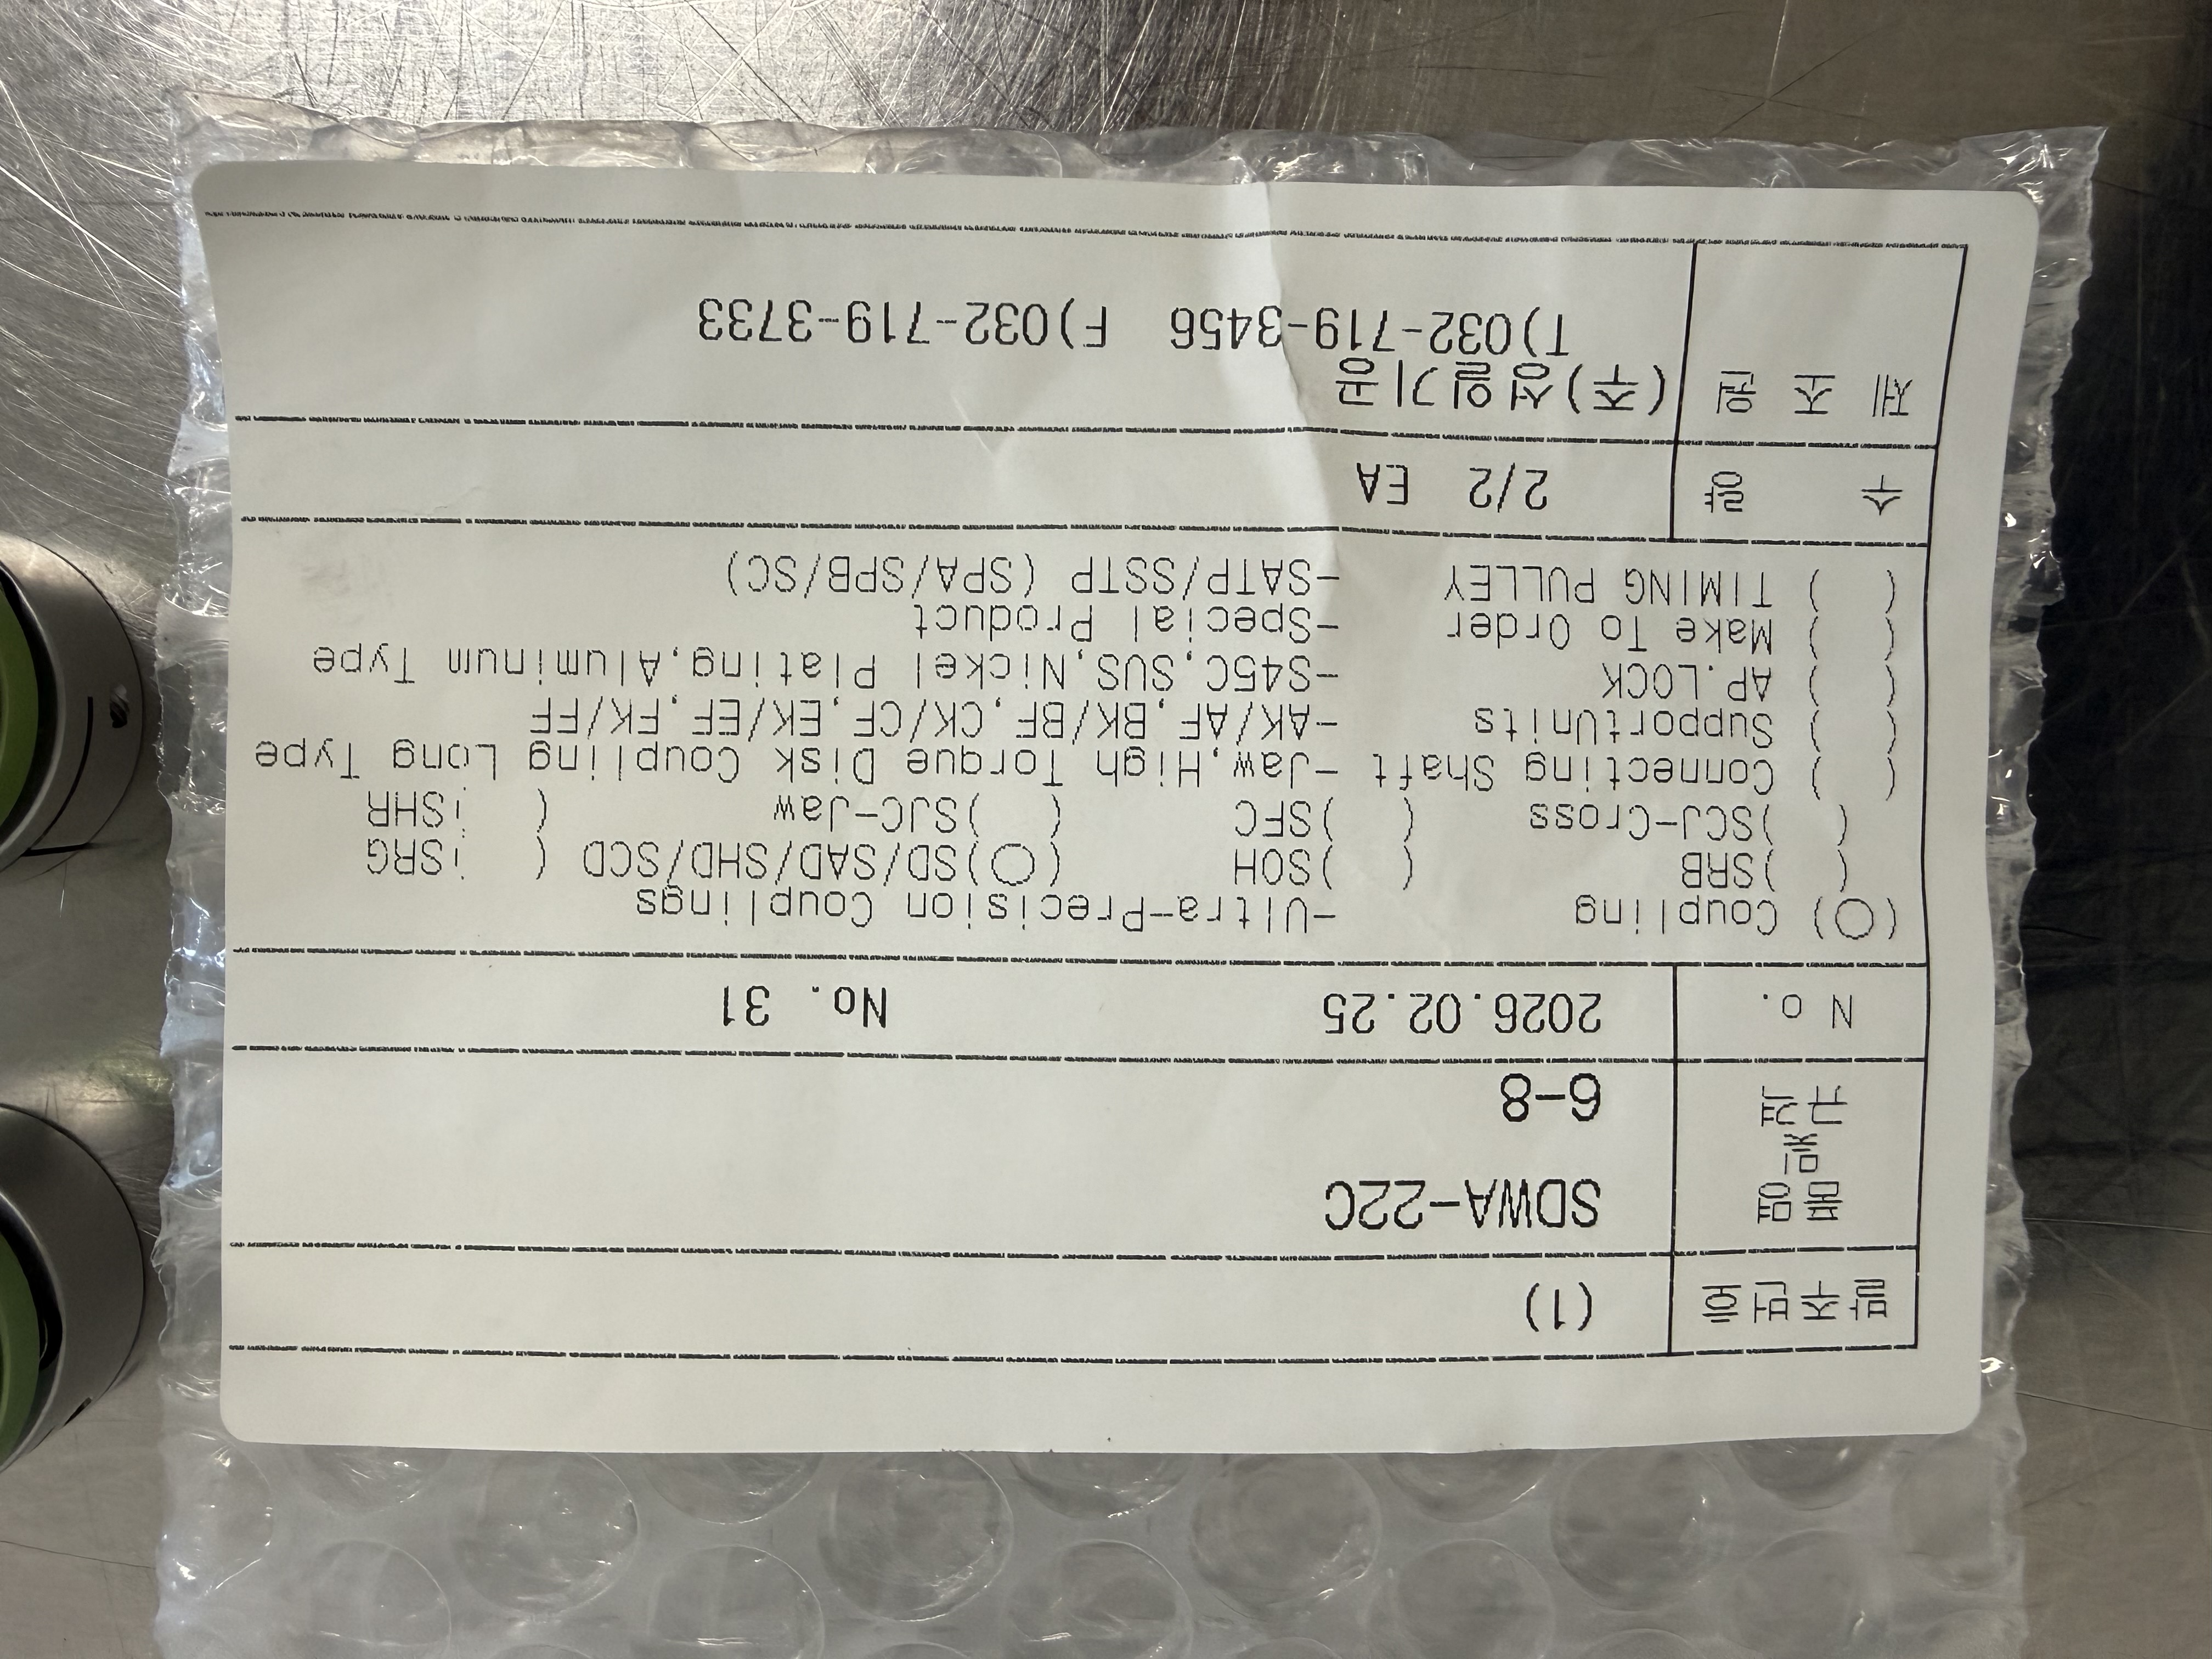 발주번호 (1)
품명 및 규격 SDWA-22C
6-8
No. 2026.02.25 No. 31
(○) Coupling -Ultra-Precision Couplings
( )SRB ( )SOH (○)SD/SAD/SHD/SCD ( )SRG
( )SCJ-Cross ( )SFC ( )SJC-Jaw ( )SHR
( ) Connecting Shaft -Jaw,High Torque Disk Coupling Long Type
( ) SupportUnits -AK/AF,BK/BF,CK/CF,EK/EF,FK/FF
( ) AP.LOCK -S45C,SUS,Nickel Plating,Aluminum Type
( ) Make To Order -Special Product
( ) TIMING PULLEY -SATP/SSTP (SPA/SPB/SC)
수 량 2/2 EA
제 조 원 (주)성일기공
T)032-719-3456 F)032-719-3733